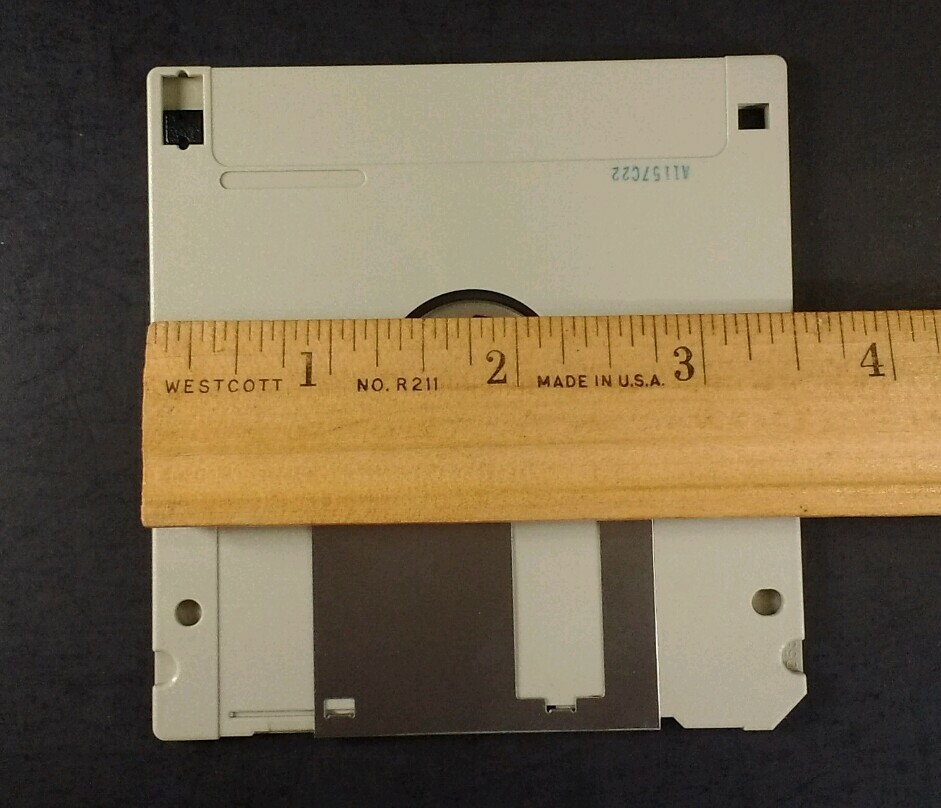 A1157C22
1 2 3 4
WESTCOTT NO. R211 MADE IN U.S.A.